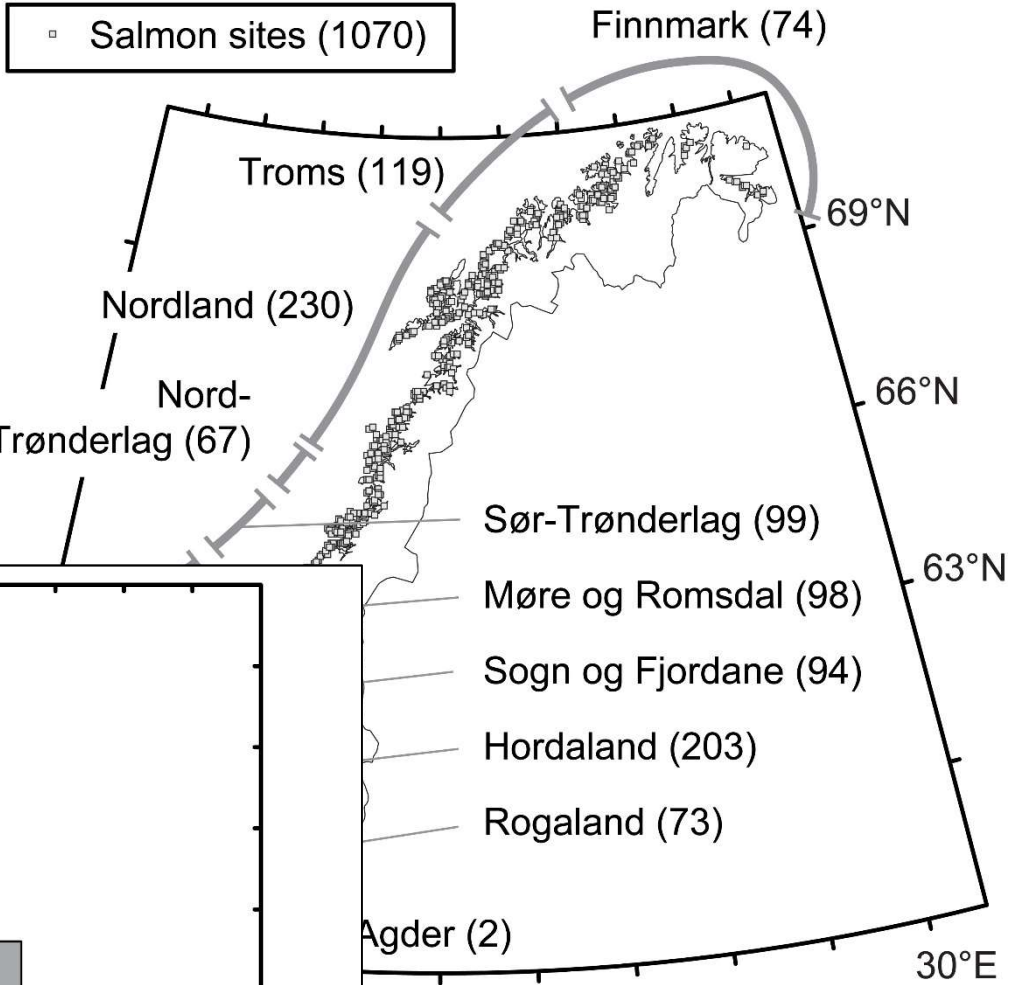 Salmon sites (1070)
Finnmark (74)
Troms (119)
69°N
Nordland (230)
66°N
Nord-
Trønderlag (67)
Sør-Trønderlag (99)
63°N
Møre og Romsdal (98)
Sogn og Fjordane (94)
Hordaland (203)
Rogaland (73)
Agder (2)
30°E